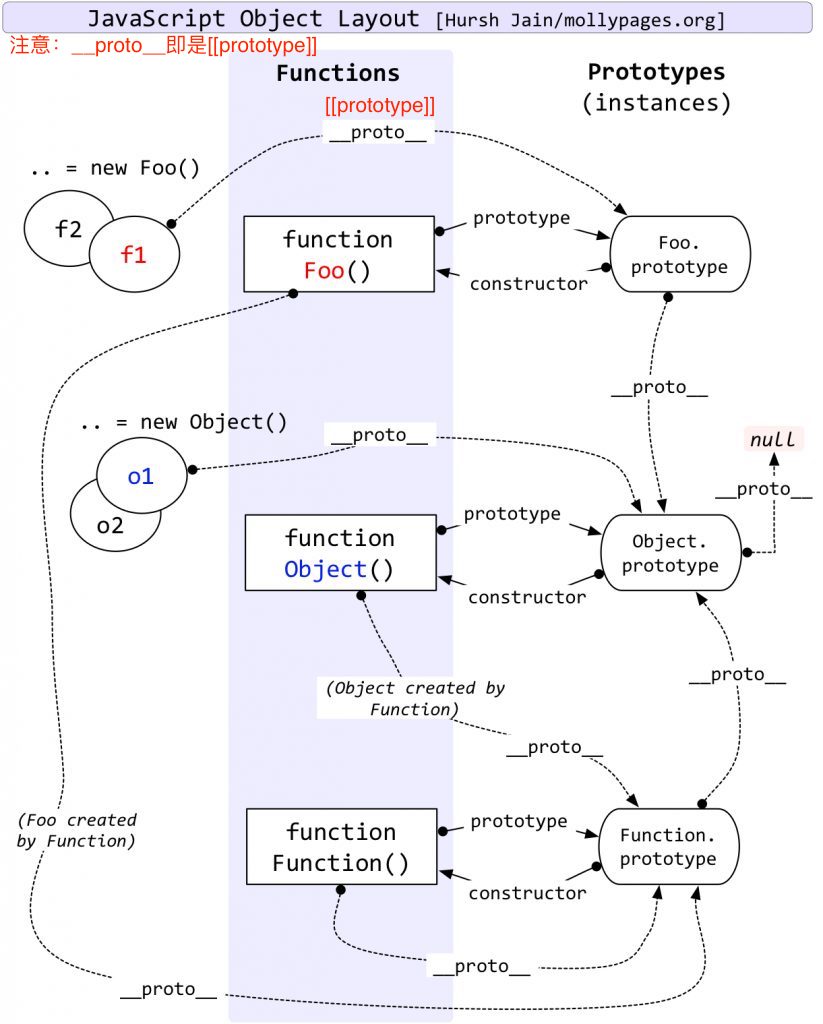 JavaScript Object Layout [Hursh Jain/mollypages.org]
注意：__proto__即是[[prototype]]
Functions
Prototypes
(instances)
[[prototype]]
__proto__
.. = new Foo()
f2
f1
function
Foo()
prototype
constructor
Foo.
prototype
__proto__
.. = new Object()
__proto__
null
__proto__
o1
o2
function
Object()
prototype
constructor
Object.
prototype
(Object created by
Function)
__proto__
__proto__
(Foo created
by Function)
function
Function()
prototype
constructor
Function.
prototype
__proto__
__proto__